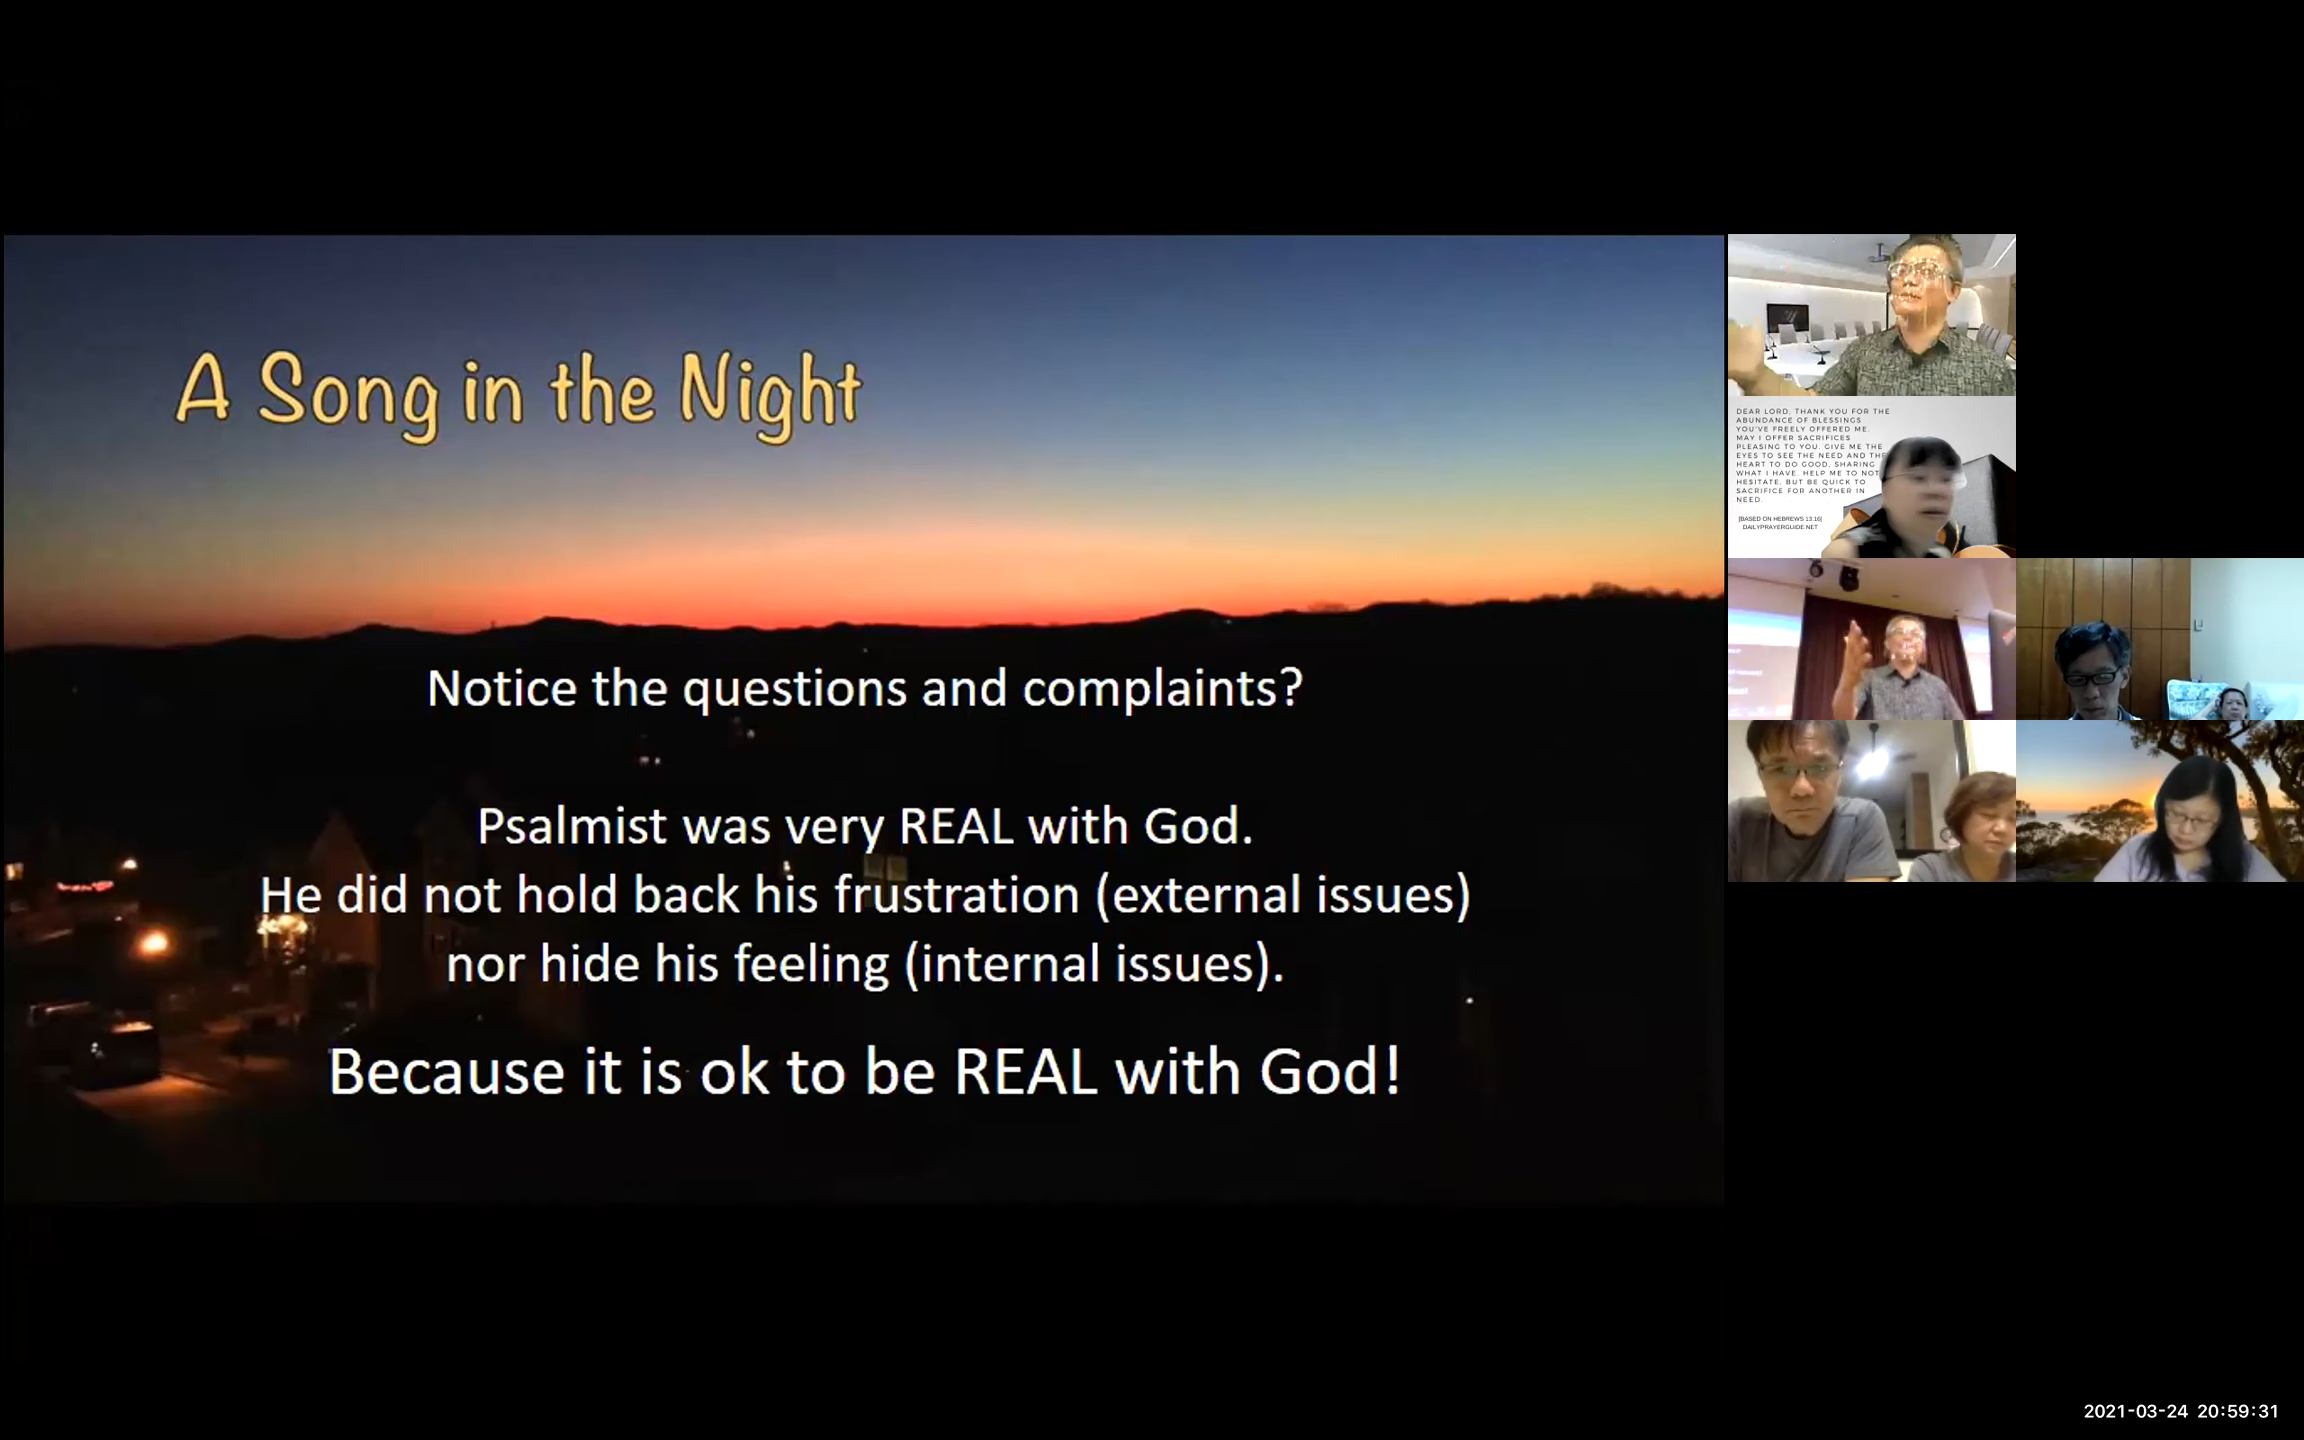 A Song in the Night
Notice the questions and complaints?
Psalmist was very REAL with God.
He did not hold back his frustration (external issues)
nor hide his feeling (internal issues).
Because it is ok to be REAL with God!
DEAR LORD, THANK YOU FOR THE
ABUNDANCE OF BLESSINGS
YOU'VE FREELY OFFERED ME.
MAY I OFFER SACRIFICES
PLEASING TO YOU. GIVE ME THE
EYES TO SEE THE NEED AND THE
HEART TO DO GOOD, SHARING
WHAT I HAVE. HELP ME TO NOT
HESITATE, BUT BE QUICK TO
SACRIFICE FOR ANOTHER IN
NEED.
[BASED ON HEBREWS 13:16]
DAILYPRAYERGUIDE.NET
2021-03-24 20:59:31